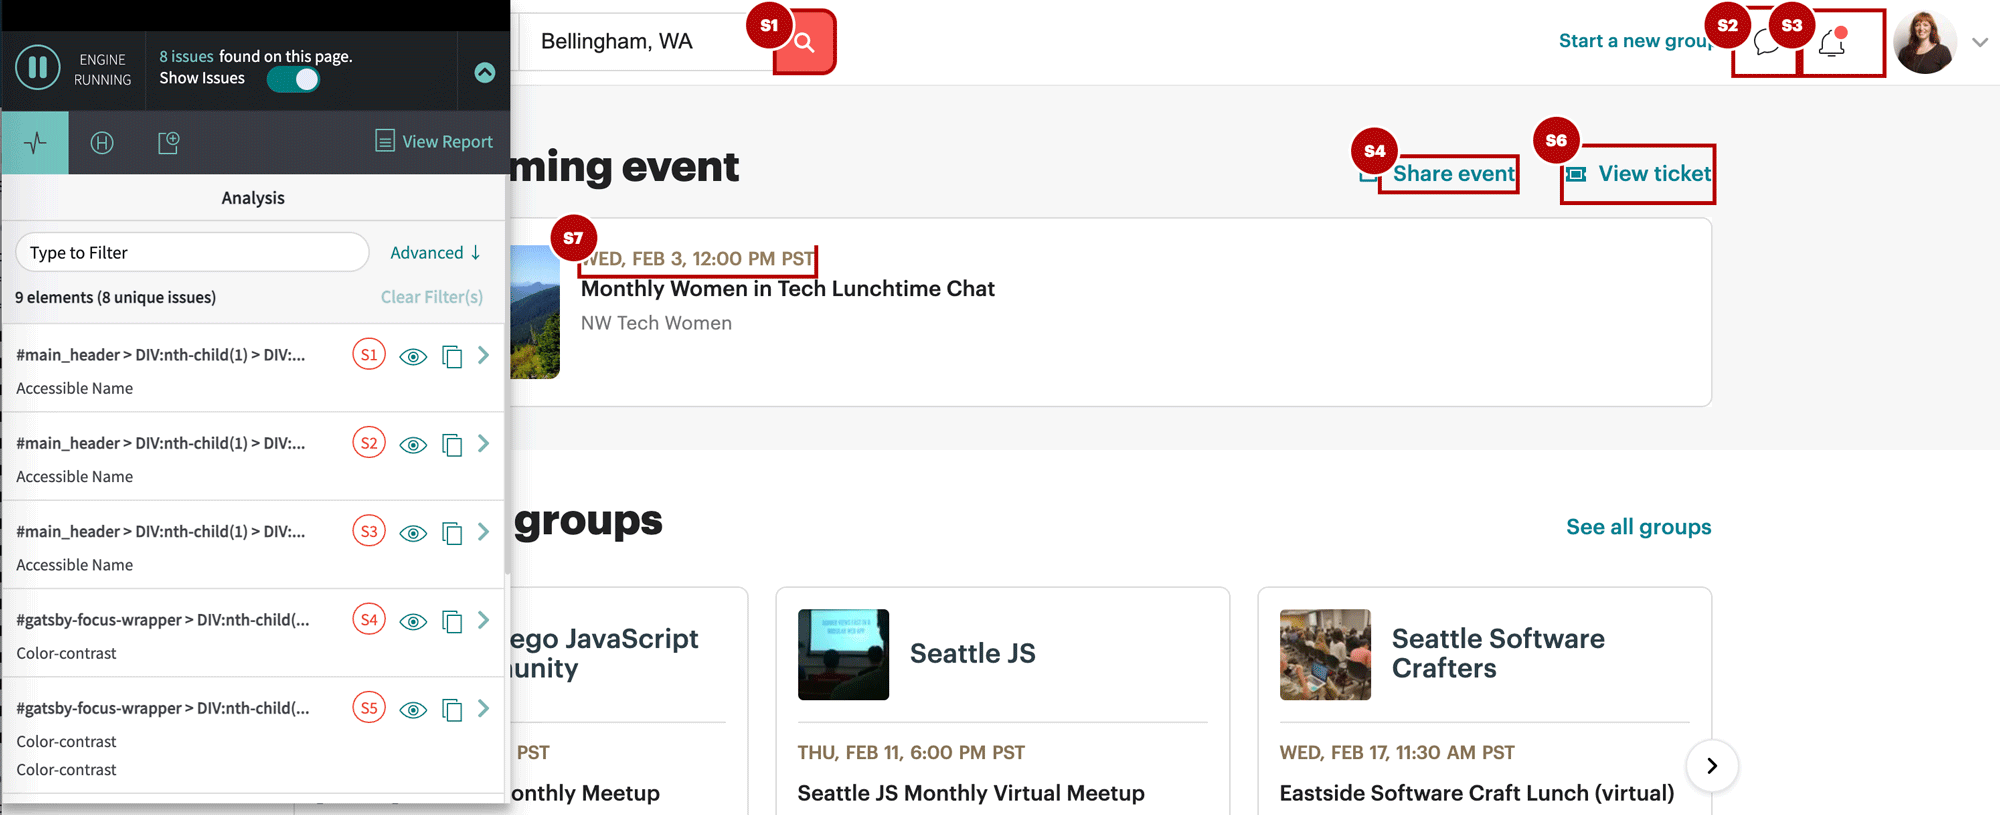 ENGINE
RUNNING
8 issues found on this page.
Show Issues
View Report
Analysis
Type to Filter
Advanced ↓
9 elements (8 unique issues)
Clear Filter(s)
#main_header > DIV:nth-child(1) > DIV:...
S1
Accessible Name
#main_header > DIV:nth-child(1) > DIV:...
S2
Accessible Name
#main_header > DIV:nth-child(1) > DIV:...
S3
Accessible Name
#gatsby-focus-wrapper > DIV:nth-child(...
S4
Color-contrast
#gatsby-focus-wrapper > DIV:nth-child(...
S5
Color-contrast
Color-contrast
Bellingham, WA
S1
Start a new group
S2
S3
ming event
S4
Share event
S6
View ticket
S7
WED, FEB 3, 12:00 PM PST
Monthly Women in Tech Lunchtime Chat
NW Tech Women
groups
See all groups
ego JavaScript
unity
PST
onthly Meetup
Seattle JS
THU, FEB 11, 6:00 PM PST
Seattle JS Monthly Virtual Meetup
Seattle Software
Crafters
WED, FEB 17, 11:30 AM PST
Eastside Software Craft Lunch (virtual)